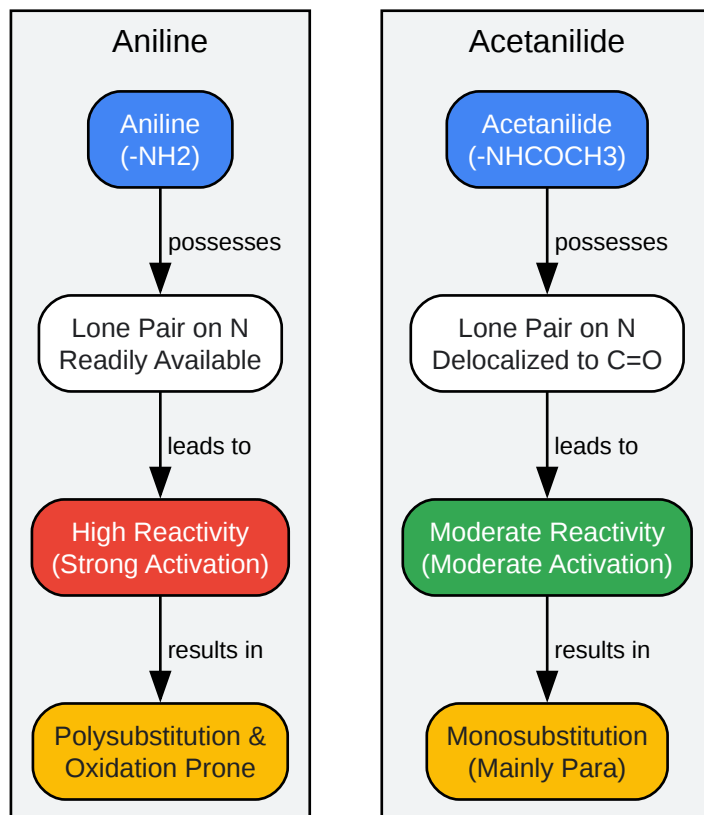 Aniline
Aniline
(-NH2)
possesses
Lone Pair on N
Readily Available
leads to
High Reactivity
(Strong Activation)
results in
Polysubstitution &
Oxidation Prone
Acetanilide
Acetanilide
(-NHCOCH3)
possesses
Lone Pair on N
Delocalized to C=O
leads to
Moderate Reactivity
(Moderate Activation)
results in
Monosubstitution
(Mainly Para)